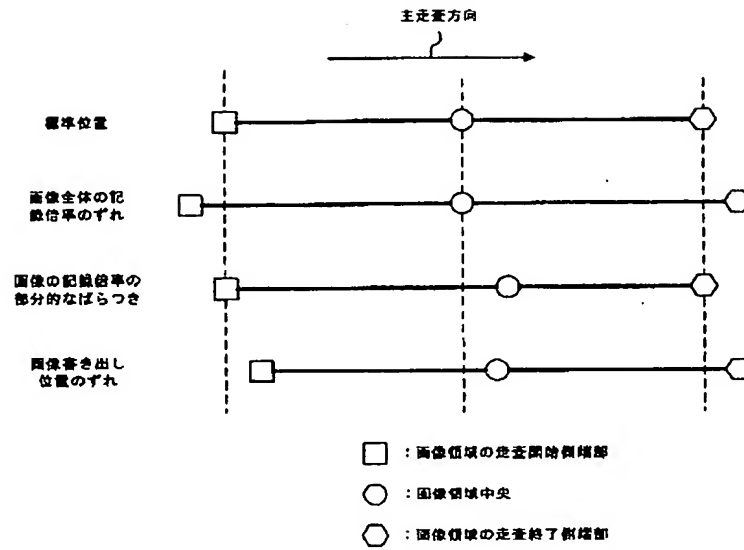 主走査方向
標準位置
画像全体の記
録倍率のずれ
画像の記録倍率の
部分的なばらつき
画像書き出し
位置のずれ
：画像領域の走査開始側端部
：画像領域中央
：画像領域の走査終了側端部